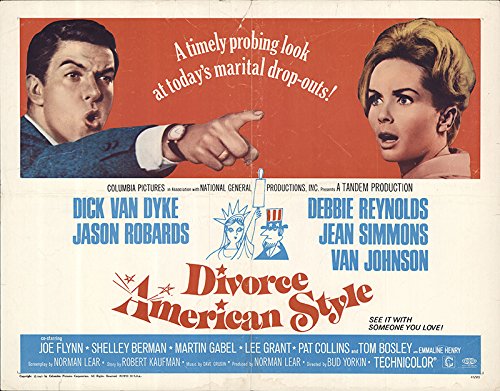 A timely probing look
at today's marital drop-outs!
COLUMBIA PICTURES in Association with NATIONAL GENERAL PRODUCTIONS, INC. Presents A TANDEM PRODUCTION
DICK VAN DYKE
JASON ROBARDS
DEBBIE REYNOLDS
JEAN SIMMONS
VAN JOHNSON
Divorce
American Style
SEE IT WITH
SOMEONE YOU LOVE!
co-starring
JOE FLYNN • SHELLEY BERMAN • MARTIN GABEL • LEE GRANT • PAT COLLINS and TOM BOSLEY with EMMALINE HENRY
Screenplay by NORMAN LEAR • Story by ROBERT KAUFMAN • Music by DAVE GRUSIN • Produced by NORMAN LEAR • Directed by BUD YORKIN • TECHNICOLOR®